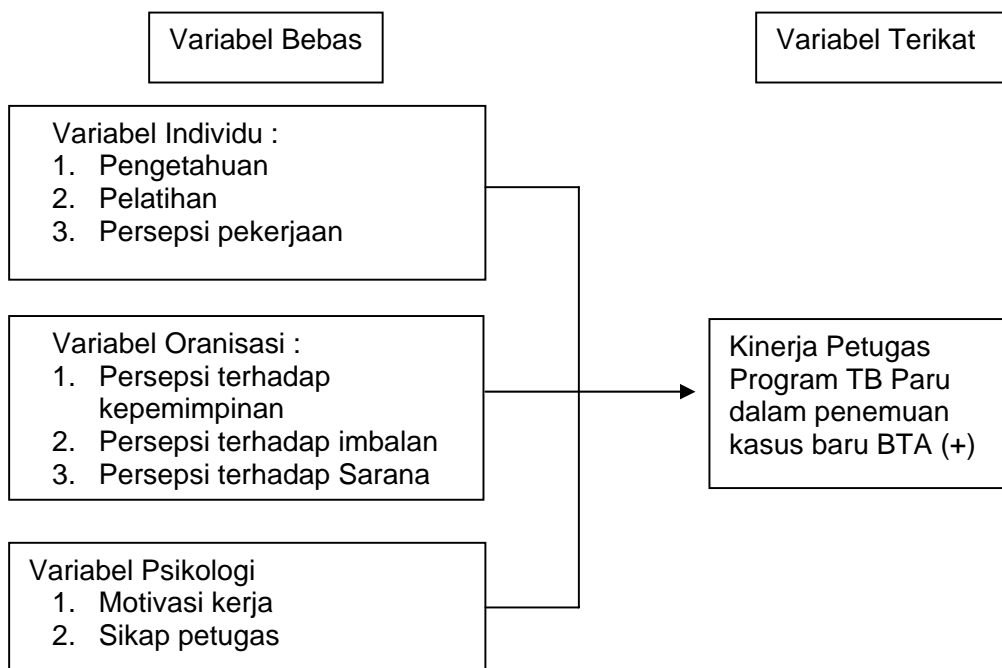 Variabel Bebas
Variabel Terikat
Variabel Individu :
1. Pengetahuan
2. Pelatihan
3. Persepsi pekerjaan
Variabel Oranisasi :
1. Persepsi terhadap
kepemimpinan
2. Persepsi terhadap imbalan
3. Persepsi terhadap Sarana
Kinerja Petugas
Program TB Paru
dalam penemuan
kasus baru BTA (+)
Variabel Psikologi
1. Motivasi kerja
2. Sikap petugas